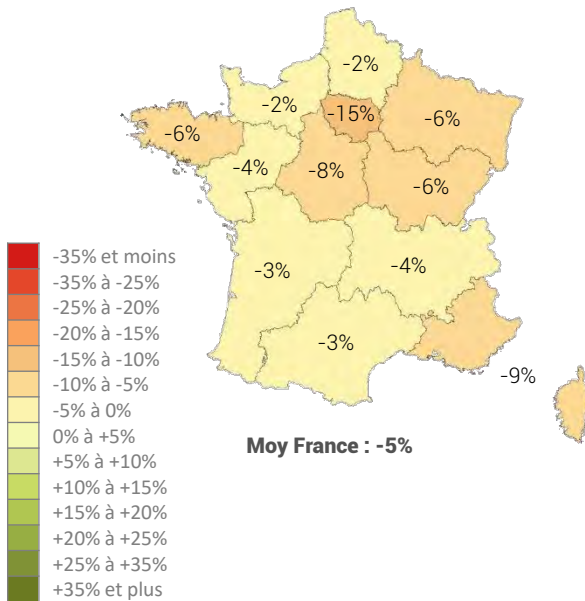 -2%
-2%
-15%
-6%
-6%
-4%
-8%
-6%
-3%
-4%
-3%
-9%
Moy France : -5%
-35% et moins
-35% à -25%
-25% à -20%
-20% à -15%
-15% à -10%
-10% à -5%
-5% à 0%
0% à +5%
+5% à +10%
+10% à +15%
+15% à +20%
+20% à +25%
+25% à +35%
+35% et plus